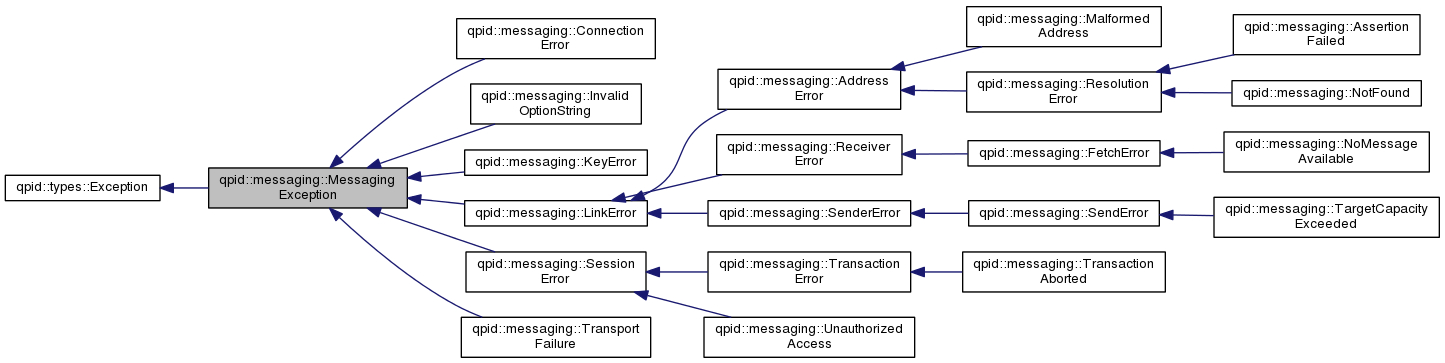 qpid::types::Exception
qpid::messaging::Messaging
Exception
qpid::messaging::Connection
Error
qpid::messaging::Invalid
OptionString
qpid::messaging::KeyError
qpid::messaging::LinkError
qpid::messaging::Session
Error
qpid::messaging::Transport
Failure
qpid::messaging::Address
Error
qpid::messaging::Receiver
Error
qpid::messaging::SenderError
qpid::messaging::Transaction
Error
qpid::messaging::Unauthorized
Access
qpid::messaging::Malformed
Address
qpid::messaging::Resolution
Error
qpid::messaging::FetchError
qpid::messaging::SendError
qpid::messaging::Transaction
Aborted
qpid::messaging::Assertion
Failed
qpid::messaging::NotFound
qpid::messaging::NoMessage
Available
qpid::messaging::TargetCapacity
Exceeded